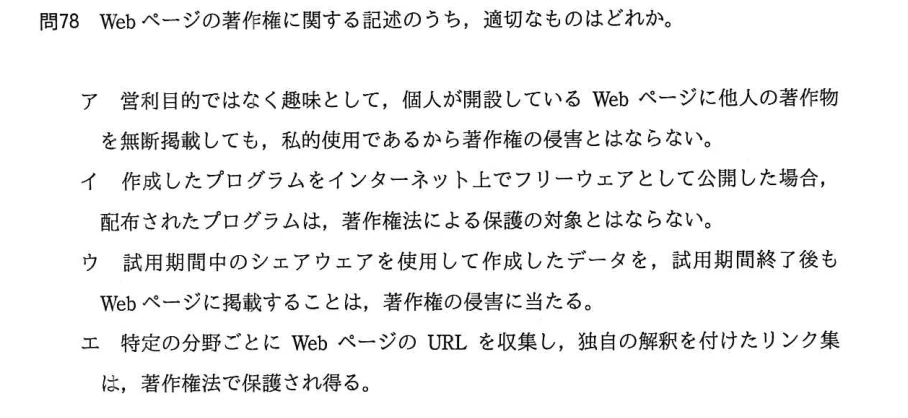 問78 Webページの著作権に関する記述のうち，適切なものはどれか。
ア 営利目的ではなく趣味として，個人が開設している Web ページに他人の著作物
を無断掲載しても，私的使用であるから著作権の侵害とはならない。
イ 作成したプログラムをインターネット上でフリーウェアとして公開した場合，
配布されたプログラムは，著作権法による保護の対象とはならない。
ウ 試用期間中のシェアウェアを使用して作成したデータを，試用期間終了後も
Webページに掲載することは，著作権の侵害に当たる。
エ 特定の分野ごとに Web ページの URL を収集し，独自の解釈を付けたリンク集
は，著作権法で保護され得る。